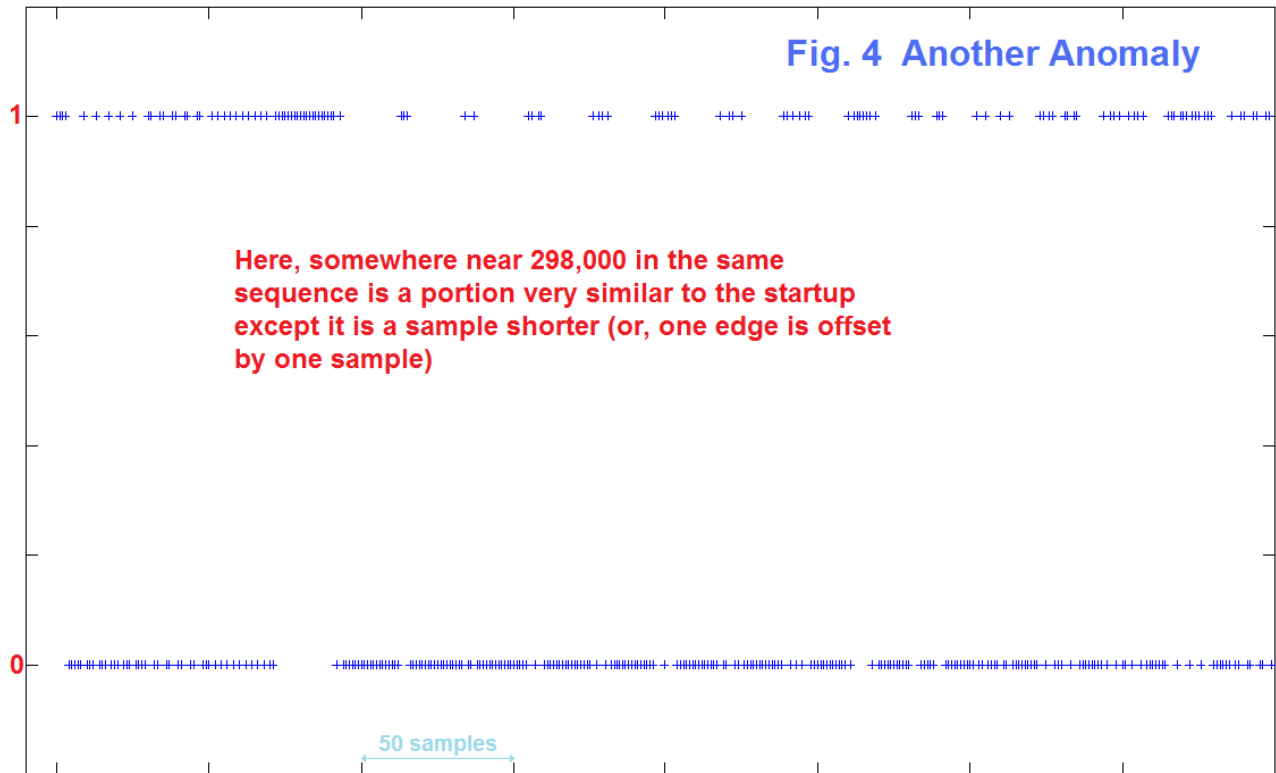 Fig. 4  Another Anomaly
1
Here, somewhere near 298,000 in the same
sequence is a portion very similar to the startup
except it is a sample shorter (or, one edge is offset
by one sample)
0
50 samples